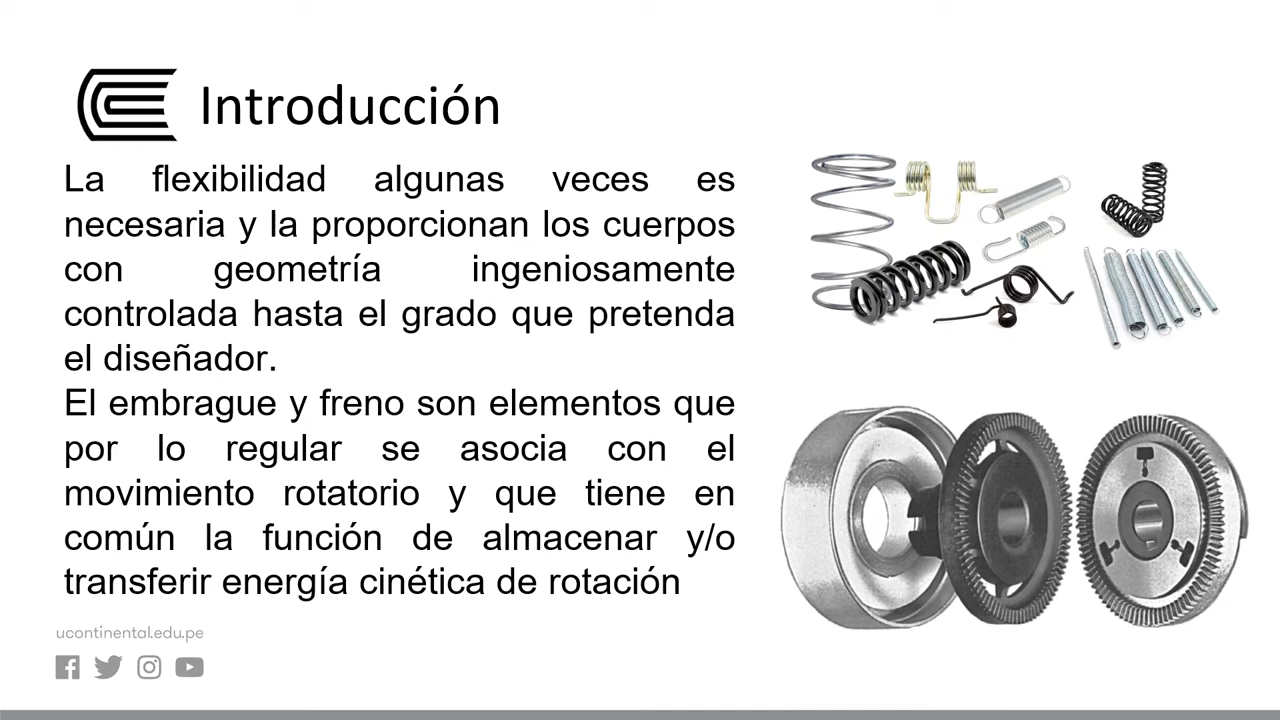 Introducción
La flexibilidad algunas veces es
necesaria y la proporcionan los cuerpos
con geometría ingeniosamente
controlada hasta el grado que pretenda
el diseñador.
El embrague y freno son elementos que
por lo regular se asocia con el
movimiento rotatorio y que tiene en
común la función de almacenar y/o
transferir energía cinética de rotación
ucontinental.edu.pe